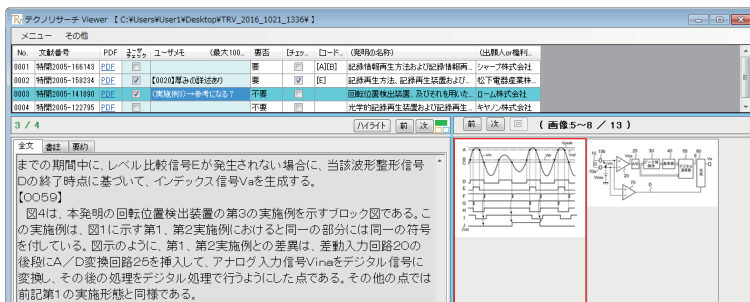 テクノリサーチ Viewer 【 C:¥Users¥User1¥Desktop¥TRV_2016_1021_1336¥ 】
メニュー その他
No. 文献番号 PDF ユーザメモ (最大100... 要否 [チェッ... [コード... (発明の名称) (出願人or権利...
0001 特開2005-166143 PDF 要 [A][B] 記録情報再生方法および記録情報再... シャープ株式会社
0002 特開2005-158234 PDF 【0020】厚みの詳述あり 要 [E] 記録再生方法、記録再生装置およ び... 松下電器産業株...
0003 特開2005-141890 PDF (実施例3)→参考になる? 不要 回転位置検出装置、及びそれを用いた... ローム株式会社
0004 特開2005-122795 PDF 不要 光学的記録再生装置および記録再生... キヤノン株式会社
3 / 4 ハイライト 前 次 前 次 回 ( 画像:5~8 / 13 )
全文 書誌 要約
までの期間中に、レベル比較信号Eが発生されない場合に、当該波形整形信号
Dの終了時点に基づいて、インデックス信号Vaを生成する。
【0059】
図4は、本発明の回転位置検出装置の第3の実施例を示すブロック図である。こ
の実施例は、図1に示す第1、第2実施例におけると同一の部分には同一の符号
を付している。図示のように、第1、第2実施例との差異は、差動入力回路20の
後段にA/D変換回路25を挿入して、アナログ入力信号Vinaをデジタル信号に
変換し、その後の処理をデジタル処理で行うようにした点である。その他の点では
前記第1の実施形態と同様である。